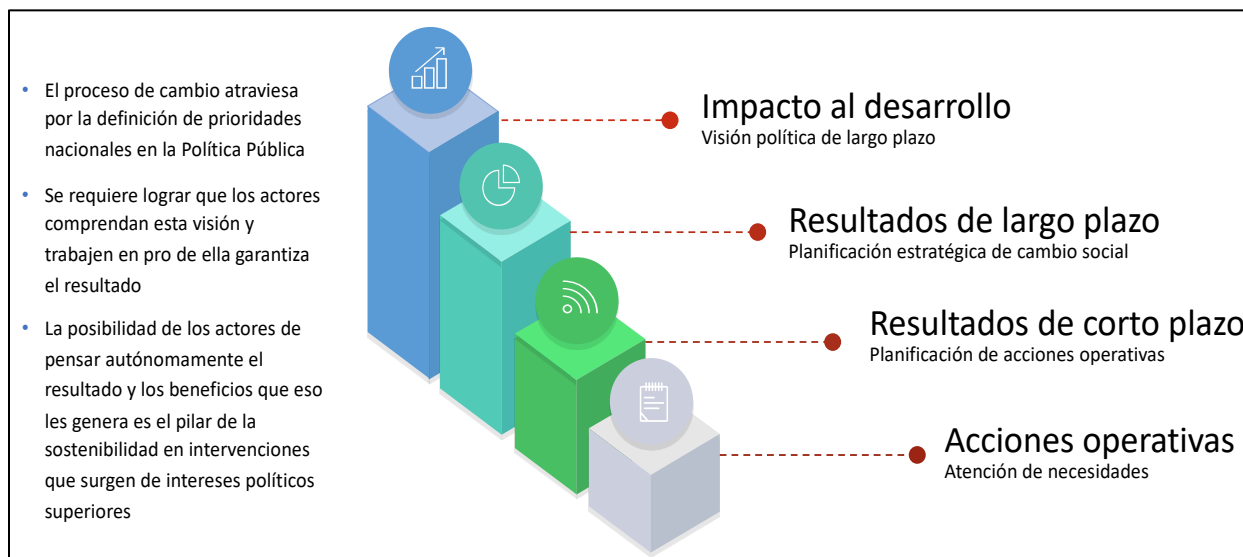 El proceso de cambio atraviesa
por la definición de prioridades
nacionales en la Política Pública
Se requiere lograr que los actores
comprendan esta visión y
trabajen en pro de ella garantiza
el resultado
La posibilidad de los actores de
pensar autónomamente el
resultado y los beneficios que eso
les genera es el pilar de la
sostenibilidad en intervenciones
que surgen de intereses políticos
superiores
Impacto al desarrollo
Visión política de largo plazo
Resultados de largo plazo
Planificación estratégica de cambio social
Resultados de corto plazo
Planificación de acciones operativas
Acciones operativas
Atención de necesidades